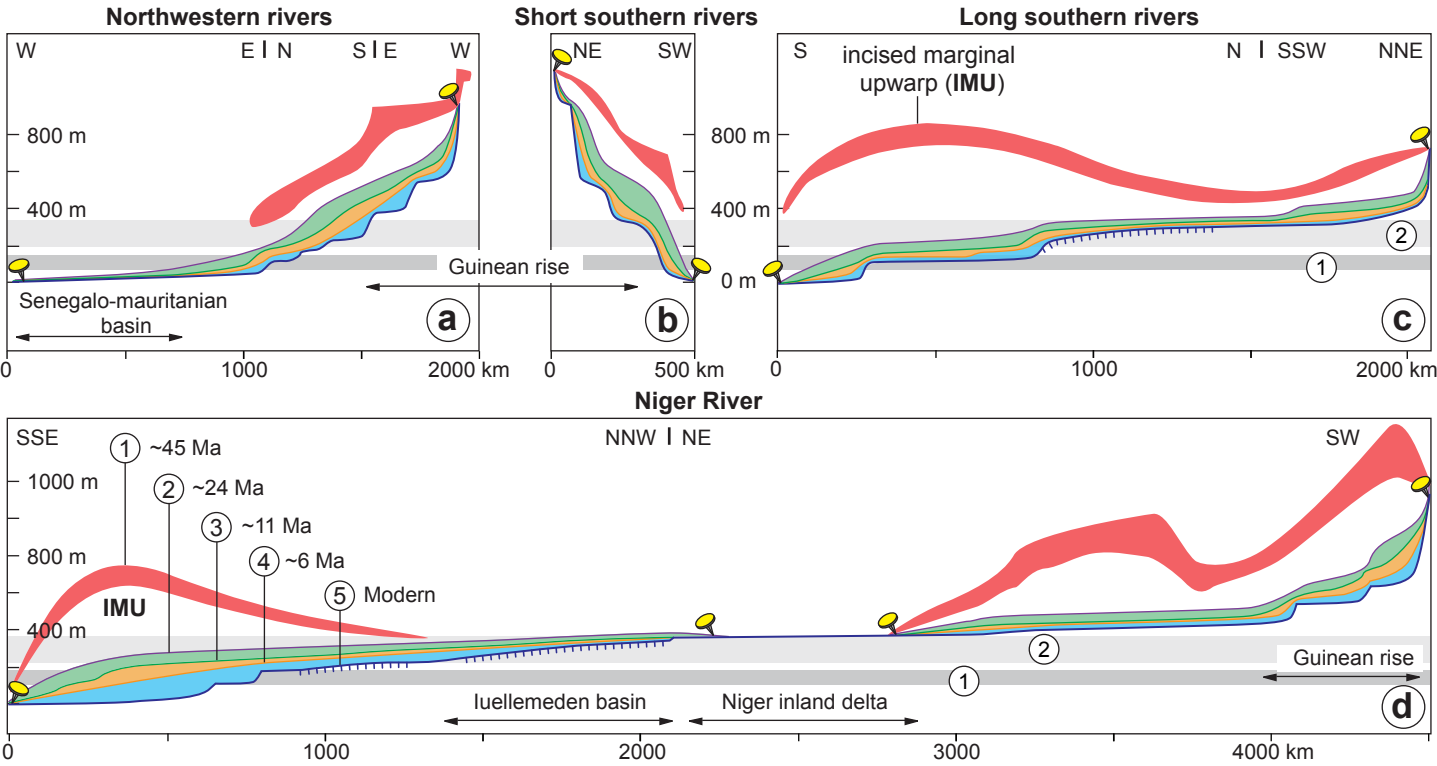 Northwestern rivers
W
E I N
S I E
W
800 m
400 m
Guinean rise
Senegalo-mauritanian
basin
a
0
1000
2000 km
Short southern rivers
NE
SW
b
0
500 km
Long southern rivers
S
N I SSW
NNE
incised marginal
upwarp (IMU)
800 m
400 m
0 m
2
1
c
0
1000
2000 km
Niger River
SSE
NNW I NE
SW
1 ~45 Ma
2 ~24 Ma
3 ~11 Ma
4 ~6 Ma
5 Modern
1000 m
800 m
400 m
IMU
2
1
Guinean rise
Iuellemeden basin
Niger inland delta
d
0
1000
2000
3000
4000 km